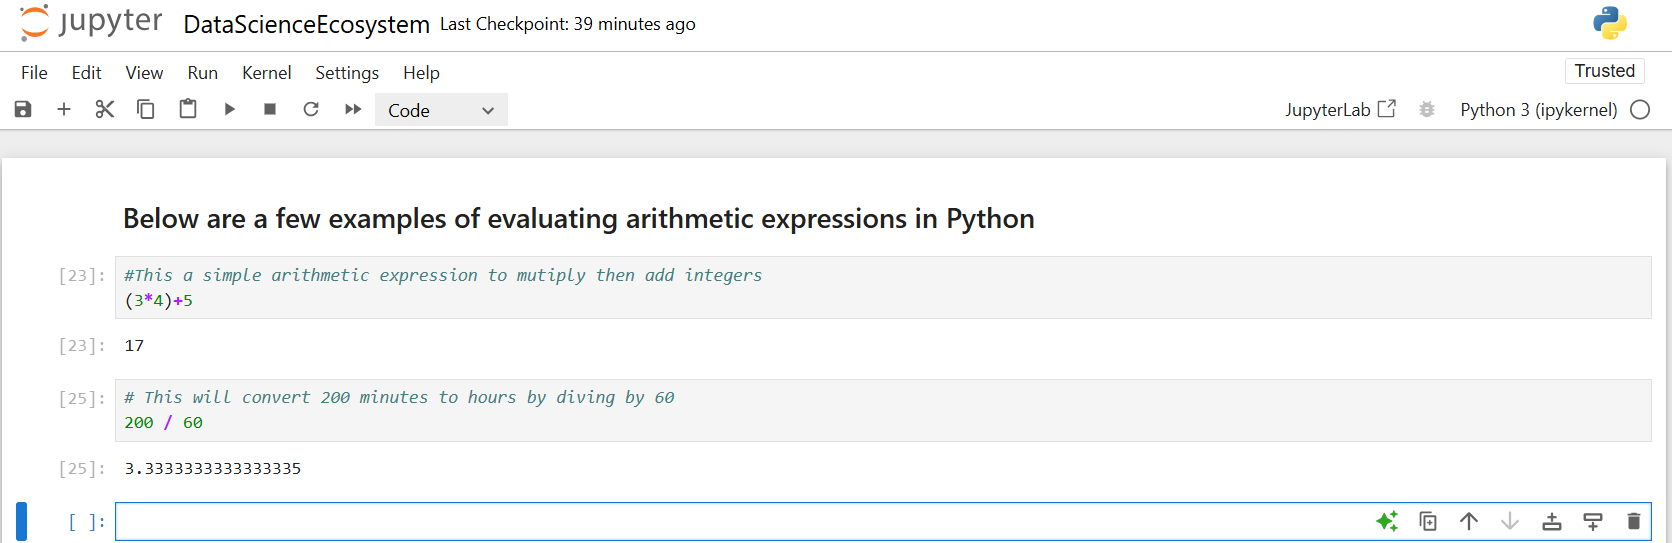 jupyter DataScienceEcosystem Last Checkpoint: 39 minutes ago
File Edit View Run Kernel Settings Help Trusted
Code JupyterLab Python 3 (ipykernel)
Below are a few examples of evaluating arithmetic expressions in Python
[23]: #This a simple arithmetic expression to mutiply then add integers
(3*4)+5
[23]: 17
[25]: # This will convert 200 minutes to hours by diving by 60
200 / 60
[25]: 3.3333333333333335
[ ]: